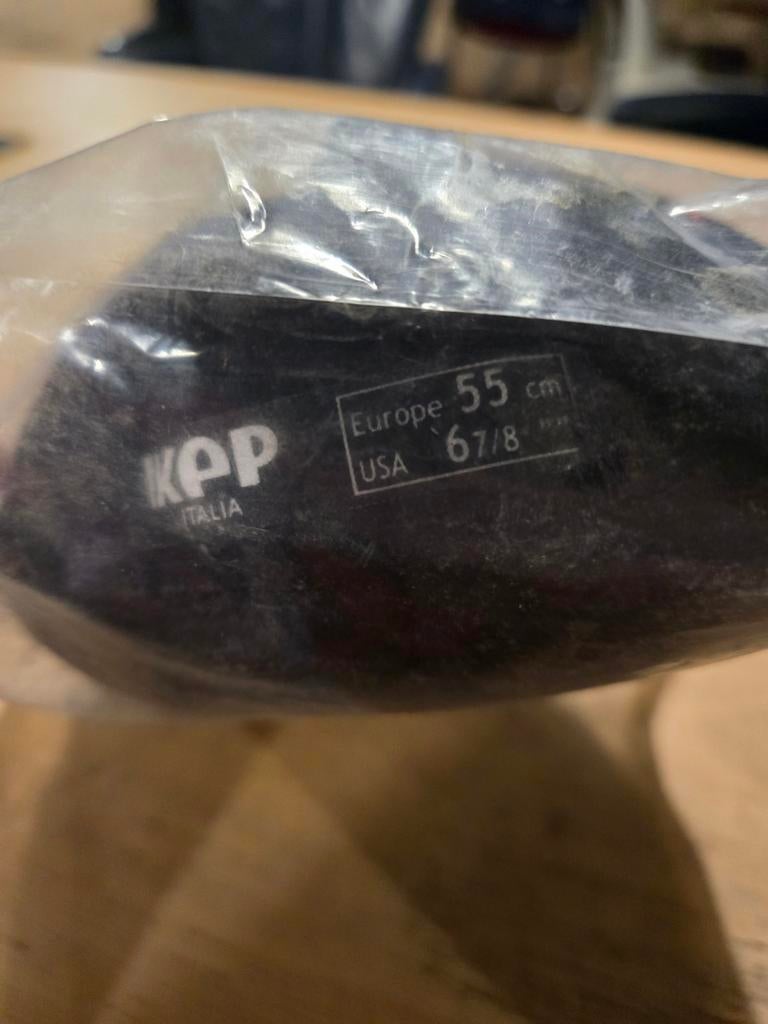 KEP
ITALIA
Europe 55 cm
USA 6 7/8 ""